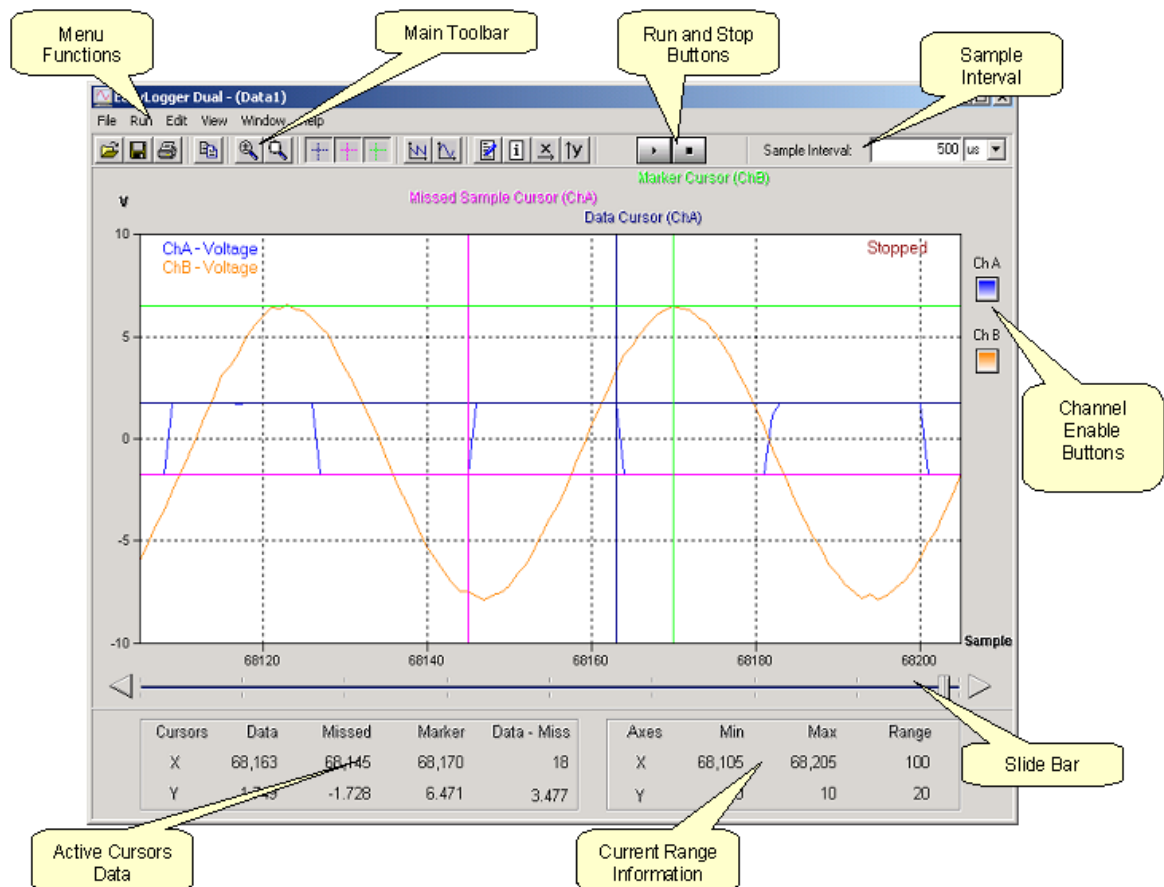 Menu
Functions
Main Toolbar
Run and Stop
Buttons
Sample
Interval
Logger Dual - (Data1)
File Run Edit View Window Help
Sample Interval: 500 us
Marker Cursor (ChB)
Missed Sample Cursor (ChA)
Data Cursor (ChA)
V
10
ChA - Voltage
ChB - Voltage
Stopped
Ch A
5
Ch B
Channel
Enable
Buttons
0
-5
-10
Sample
68120 68140 68160 68180 68200
Cursors Data Missed Marker Data - Miss
X 68,163 68,145 68,170 18
Y 1.749 -1.728 6.471 3.477
Axes Min Max Range
X 68,105 68,205 100
Y 10 20
Slide Bar
Active Cursors
Data
Current Range
Information